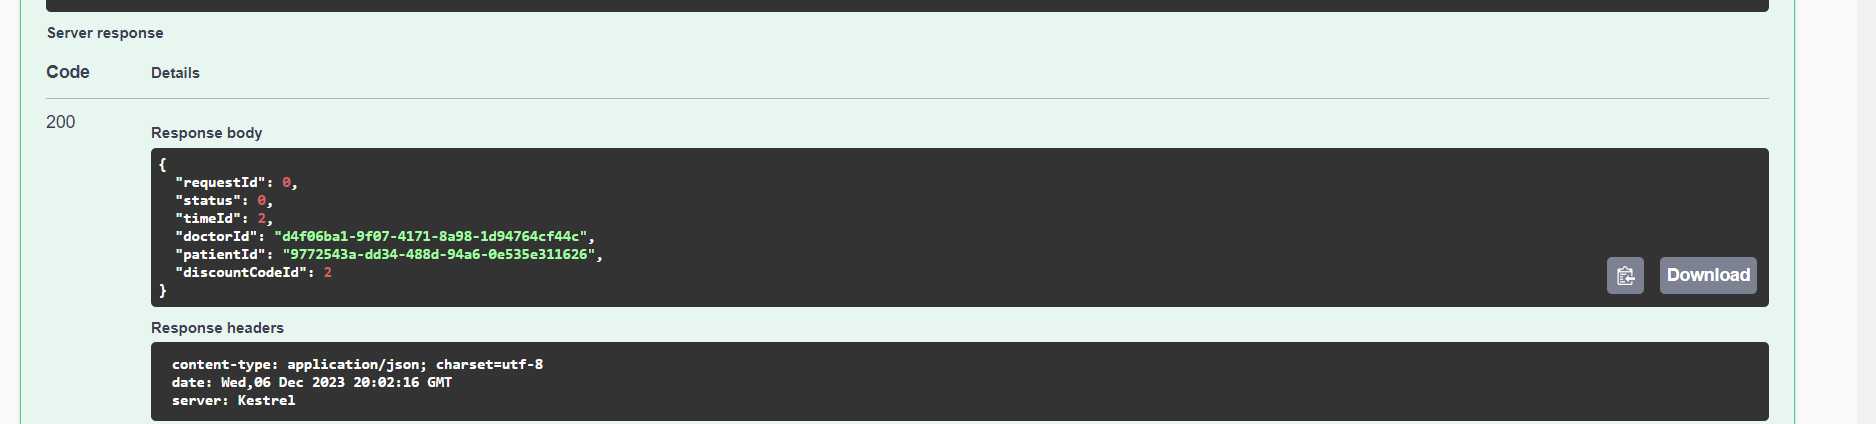 Server response
Code Details
200
Response body
{
"requestId": 0,
"status": 0,
"timeId": 2,
"doctorId": "d4f06ba1-9f07-4171-8a98-1d94764cf44c",
"patientId": "9772543a-dd34-488d-94a6-0e535e311626",
"discountCodeId": 2
}
Download
Response headers
content-type: application/json; charset=utf-8
date: Wed,06 Dec 2023 20:02:16 GMT
server: Kestrel